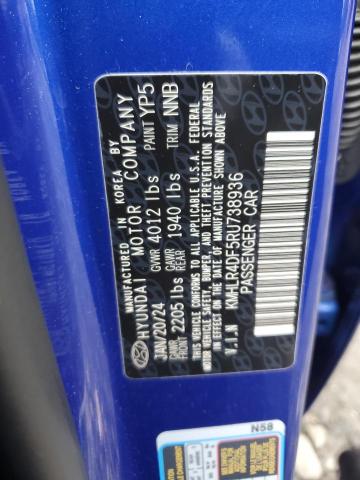 MANUFACTURED IN KOREA BY
HYUNDAI MOTOR COMPANY
JAN/20/24 GVWR 4012 lbs PAINT YP5
GAWR FRONT 2205 lbs GAWR REAR 1940 lbs TRIM NNB
THIS VEHICLE CONFORMS TO ALL APPLICABLE U.S.A. FEDERAL
MOTOR VEHICLE SAFETY, BUMPER, AND THEFT PREVENTION STANDARDS
IN EFFECT ON THE DATE OF MANUFACTURE SHOWN ABOVE.
V.I.N KMHLR4DF5RU738936
PASSENGER CAR
N58